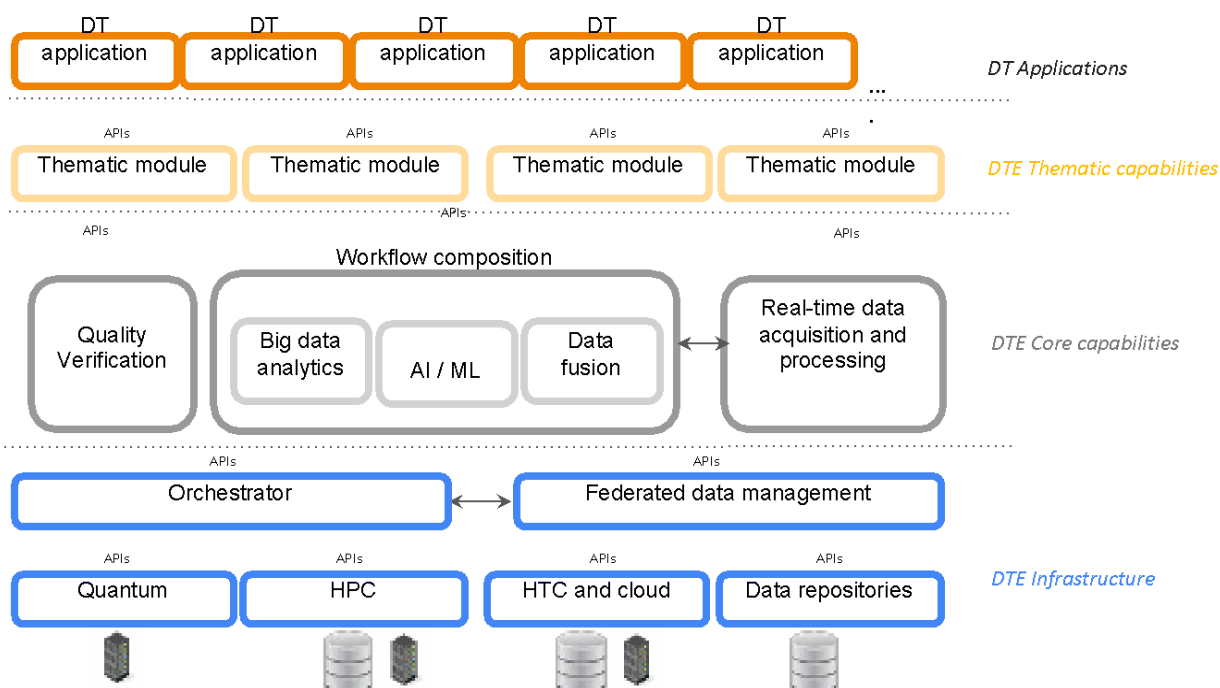 DT DT DT DT DT
application application application application application
DT Applications
...
.
APIs APIs APIs APIs
Thematic module Thematic module Thematic module Thematic module
DTE Thematic capabilities
APIs
APIs APIs
Workflow composition
Quality
Verification
Big data
analytics
AI / ML
Data
fusion
Real-time data
acquisition and
processing
DTE Core capabilities
APIs APIs
Orchestrator Federated data management
APIs APIs APIs APIs
Quantum HPC HTC and cloud Data repositories
DTE Infrastructure